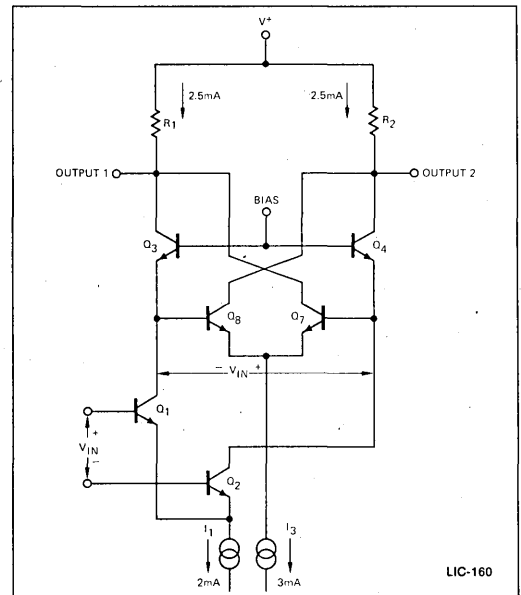 V+
2.5mA 2.5mA
R1 R2
OUTPUT 1 OUTPUT 2
BIAS
Q3 Q4
Q8 Q7
− VIN +
Q1
+
VIN
−
Q2
I1 I3
2mA 3mA
LIC-160